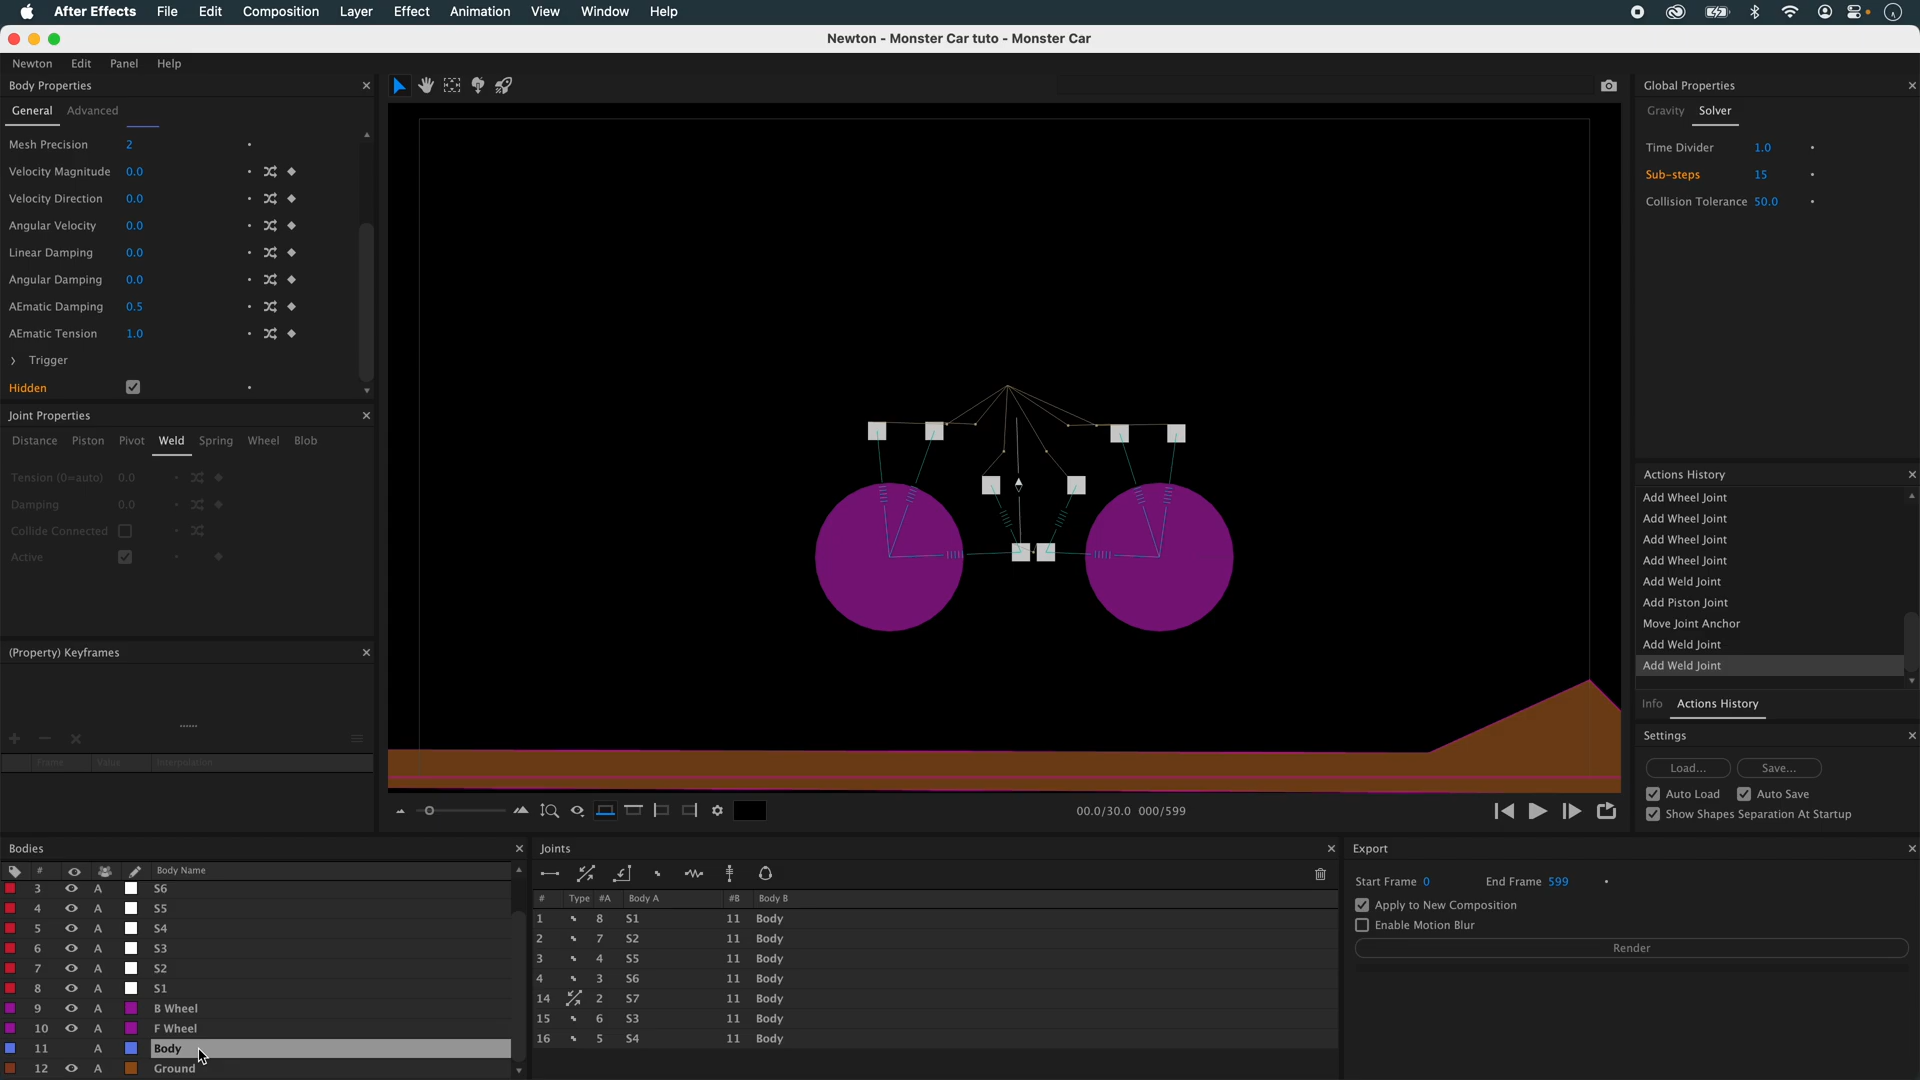 After Effects File Edit Composition Layer Effect Animation View Window Help
Newton - Monster Car tuto - Monster Car
Newton Edit Panel Help
Body Properties
General Advanced
Mesh Precision 2
Velocity Magnitude 0.0
Velocity Direction 0.0
Angular Velocity 0.0
Linear Damping 0.0
Angular Damping 0.0
AEmatic Damping 0.5
AEmatic Tension 1.0
Trigger
Hidden
Joint Properties
Distance Piston Pivot Weld Spring Wheel Blob
Tension (0=auto) 0.0
Damping 0.0
Collide Connected
Active
(Property) Keyframes
Frame Value Interpolation
00.0/30.0 000/599
Global Properties
Gravity Solver
Time Divider 1.0
Sub-steps 15
Collision Tolerance 50.0
Actions History
Add Wheel Joint
Add Wheel Joint
Add Wheel Joint
Add Wheel Joint
Add Weld Joint
Add Piston Joint
Move Joint Anchor
Add Weld Joint
Add Weld Joint
Info Actions History
Settings
Load... Save...
Auto Load Auto Save
Show Shapes Separation At Startup
Bodies
# Body Name
3 A S6
4 A S5
5 A S4
6 A S3
7 A S2
8 A S1
9 A B Wheel
10 A F Wheel
11 A Body
12 A Ground
Joints
# Type #A Body A #B Body B
1 8 S1 11 Body
2 7 S2 11 Body
3 4 S5 11 Body
4 3 S6 11 Body
14 2 S7 11 Body
15 6 S3 11 Body
16 5 S4 11 Body
Export
Start Frame 0 End Frame 599
Apply to New Composition
Enable Motion Blur
Render